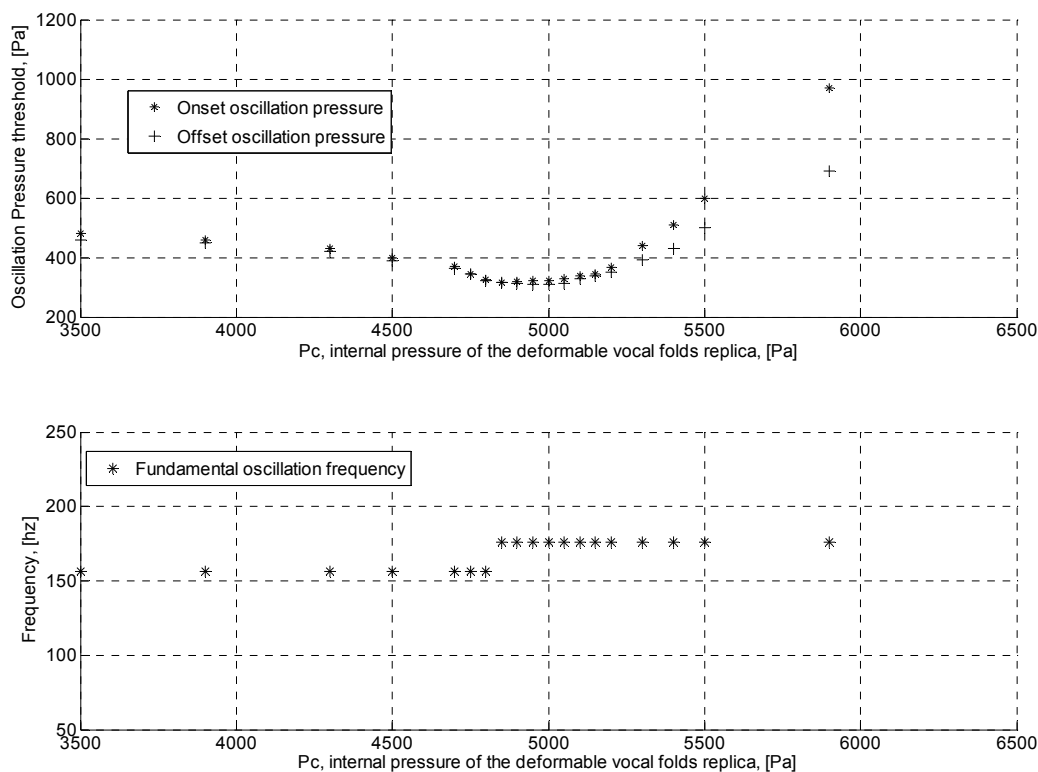 1200
1000
800
600
400
200
Oscillation Pressure threshold, [Pa]
Onset oscillation pressure
Offset oscillation pressure
3500 4000 4500 5000 5500 6000 6500
Pc, internal pressure of the deformable vocal folds replica, [Pa]
250
200
150
100
50
Frequency, [hz]
Fundamental oscillation frequency
3500 4000 4500 5000 5500 6000 6500
Pc, internal pressure of the deformable vocal folds replica, [Pa]